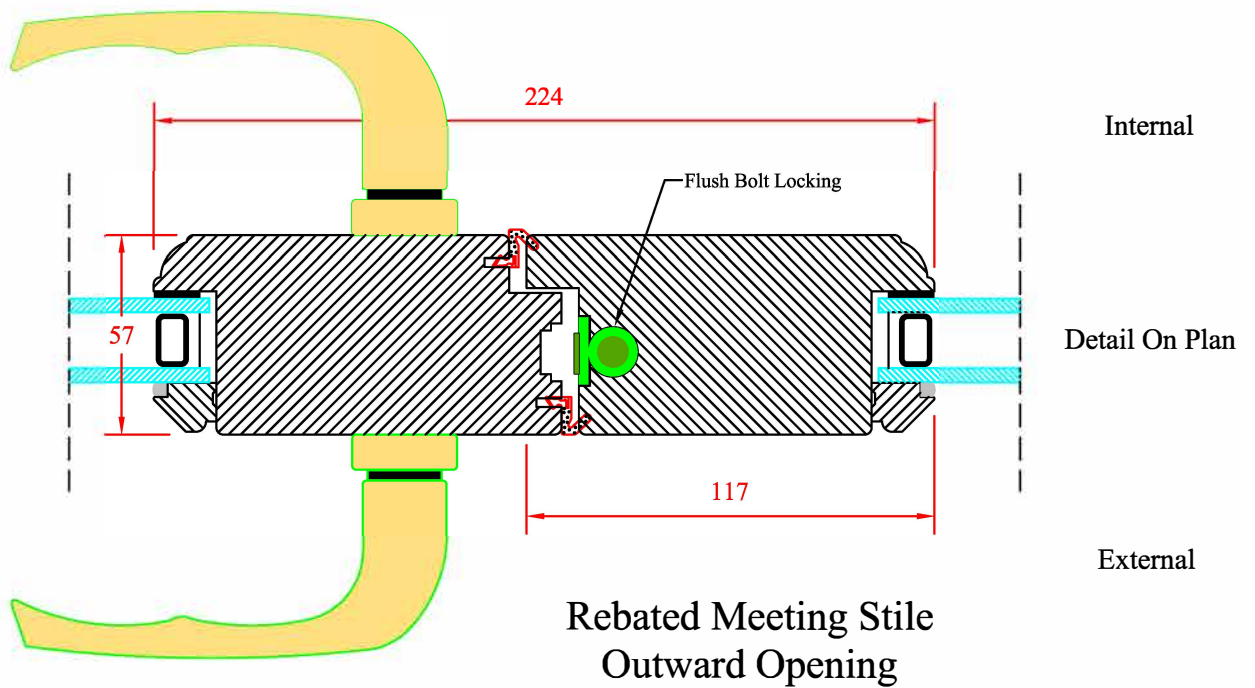 224
Internal
Flush Bolt Locking
57
Detail On Plan
117
External
Rebated Meeting Stile
Outward Opening